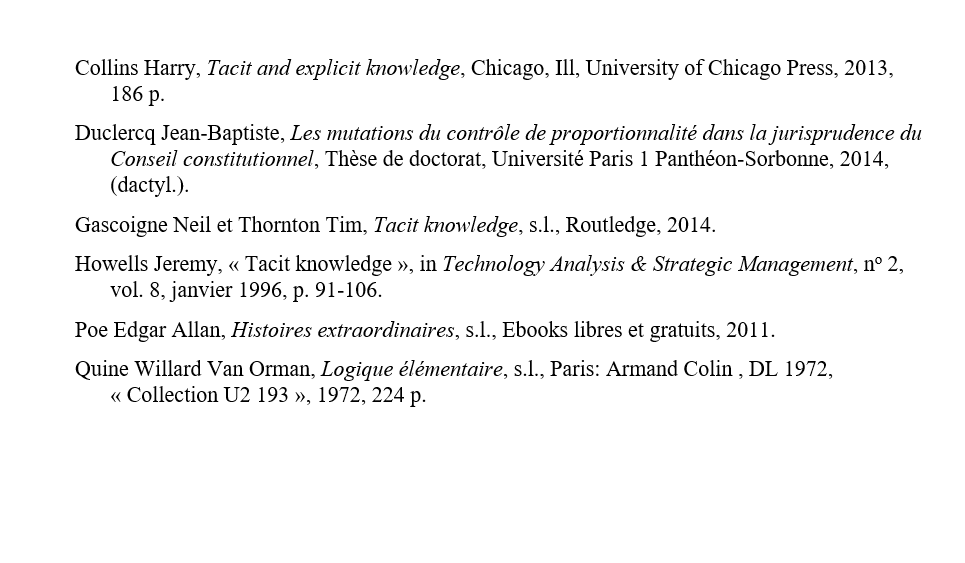 Collins Harry, Tacit and explicit knowledge, Chicago, Ill, University of Chicago Press, 2013,
186 p.
Duclercq Jean-Baptiste, Les mutations du contrôle de proportionnalité dans la jurisprudence du
Conseil constitutionnel, Thèse de doctorat, Université Paris 1 Panthéon-Sorbonne, 2014,
(dactyl.).
Gascoigne Neil et Thornton Tim, Tacit knowledge, s.l., Routledge, 2014.
Howells Jeremy, « Tacit knowledge », in Technology Analysis & Strategic Management, nº 2,
vol. 8, janvier 1996, p. 91-106.
Poe Edgar Allan, Histoires extraordinaires, s.l., Ebooks libres et gratuits, 2011.
Quine Willard Van Orman, Logique élémentaire, s.l., Paris: Armand Colin , DL 1972,
« Collection U2 193 », 1972, 224 p.